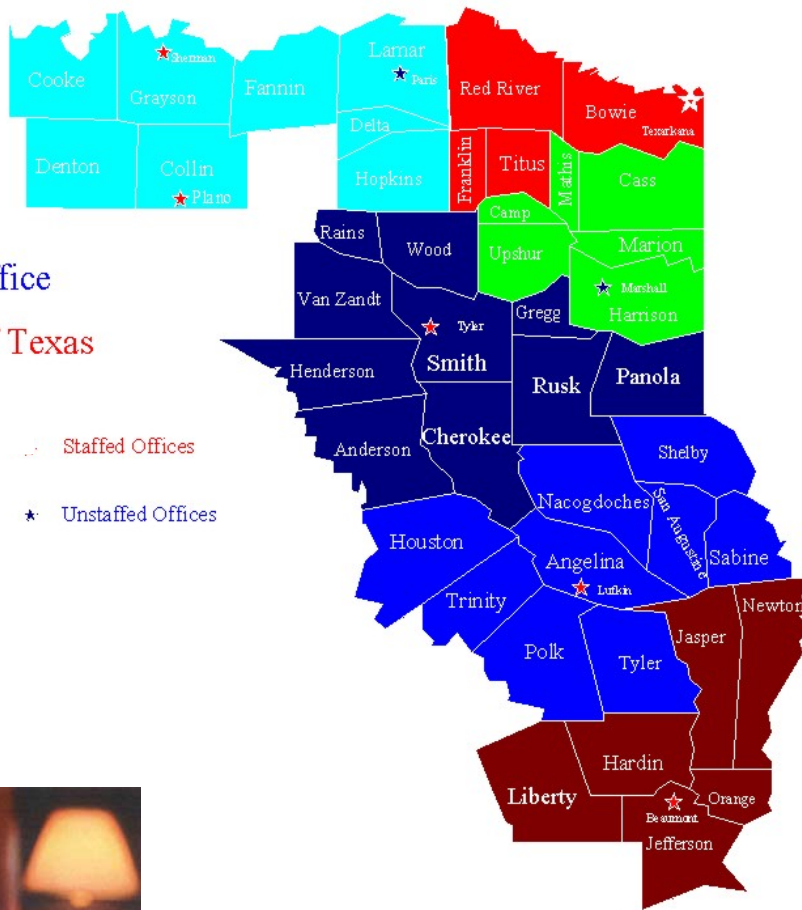 Lamar
Sherman
Cooke
Paris
Fannin
Grayson
Red River
Bowie
Texarkana
Delta
Denton
Collin
Plano
Hopkins
Franklin
Titus
Mathis
Cass
Camp
Rains
Wood
Upshur
Marion
fice
Van Zandt
Gregg
Marshall
Harrison
Tyler
Texas
Smith
Henderson
Rusk
Panola
Cherokee
Anderson
Staffed Offices
Shelby
Nacogdoches
San Augustine
Unstaffed Offices
Houston
Angelina
Sabine
Lufkin
Trinity
Newton
Jasper
Polk
Tyler
Hardin
Liberty
Orange
Beaumont
Jefferson